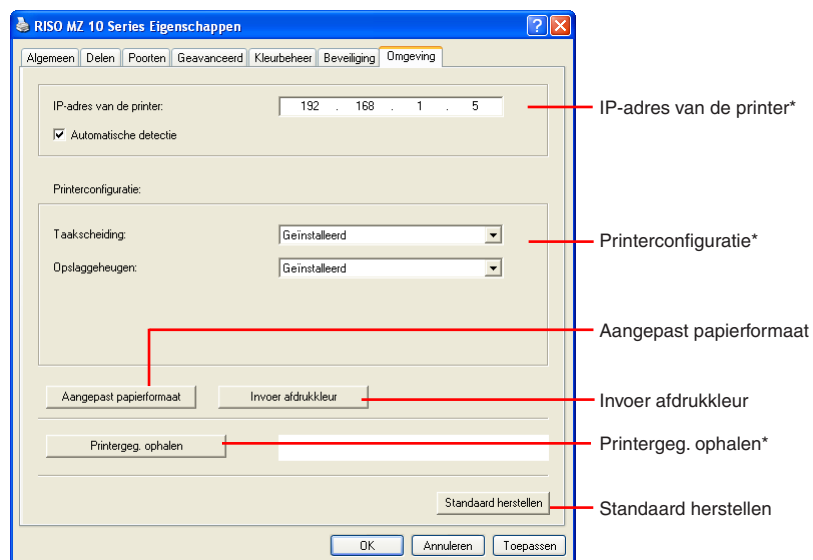 RISO MZ 10 Series Eigenschappen
Algemeen Delen Poorten Geavanceerd Kleurbeheer Beveiliging Omgeving
IP-adres van de printer: 192 . 168 . 1 . 5
Automatische detectie
Printerconfiguratie:
Taakscheiding: Geïnstalleerd
Opslaggeheugen: Geïnstalleerd
Aangepast papierformaat Invoer afdrukkleur
Printergeg. ophalen
Standaard herstellen
OK Annuleren Toepassen
IP-adres van de printer*
Printerconfiguratie*
Aangepast papierformaat
Invoer afdrukkleur
Printergeg. ophalen*
Standaard herstellen